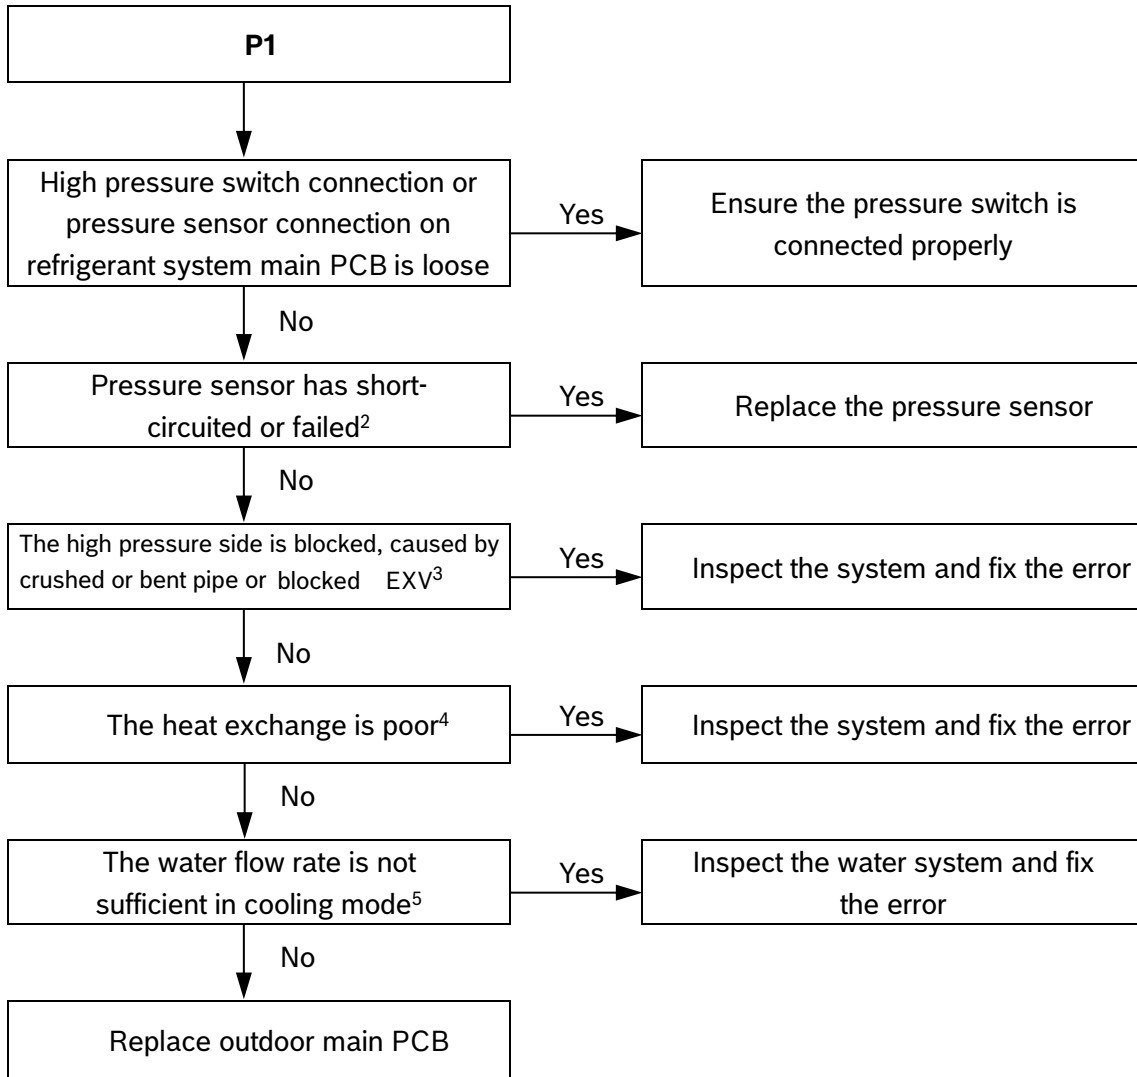 P1
High pressure switch connection or
pressure sensor connection on
refrigerant system main PCB is loose
Yes
Ensure the pressure switch is
connected properly
No
Pressure sensor has short-
circuited or failed2
Yes
Replace the pressure sensor
No
The high pressure side is blocked, caused by
crushed or bent pipe or blocked EXV3
Yes
Inspect the system and fix the error
No
The heat exchange is poor4
Yes
Inspect the system and fix the error
No
The water flow rate is not
sufficient in cooling mode5
Yes
Inspect the water system and fix
the error
No
Replace outdoor main PCB